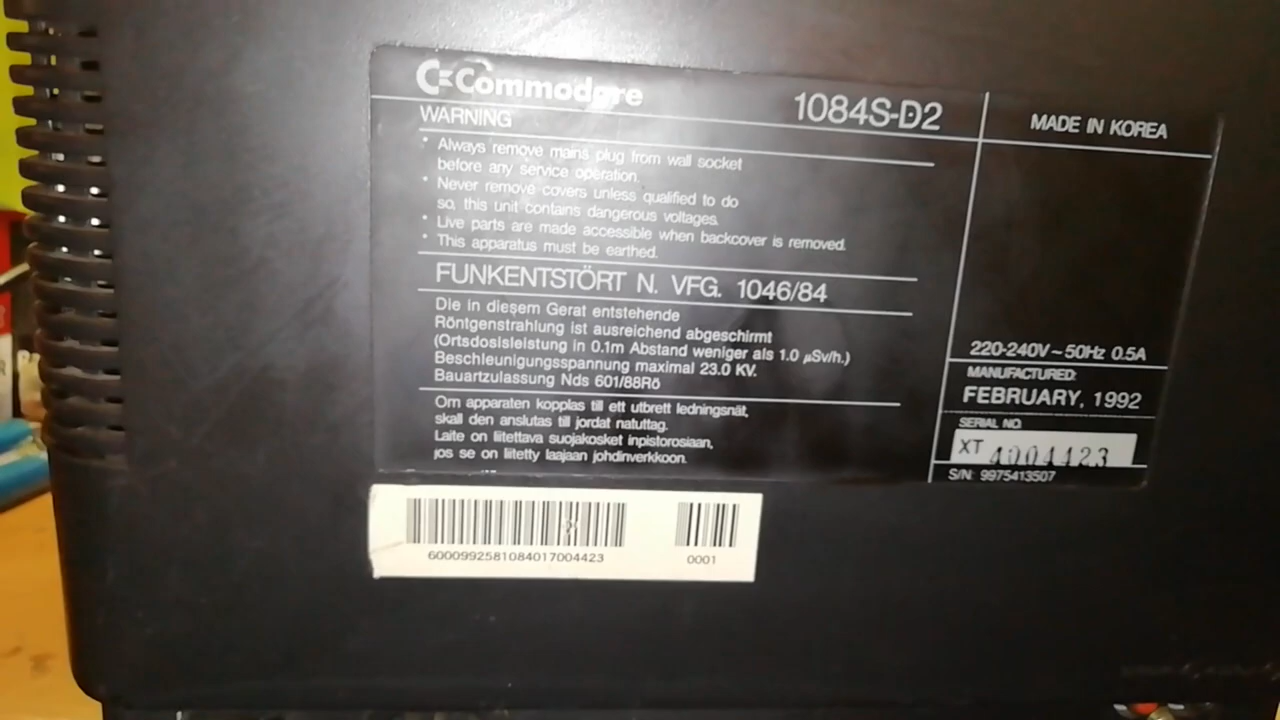 Commodore 1084S-D2
MADE IN KOREA
WARNING
* Always remove mains plug from wall socket
before any service operation.
* Never remove covers unless qualified to do
so, this unit contains dangerous voltages.
* Live parts are made accessible when backcover is removed.
* This apparatus must be earthed.
FUNKENTSTÖRT N. VFG. 1046/84
Die in diesem Gerat entstehende
Röntgenstrahlung ist ausreichend abgeschirmt
(Ortsdosisleistung in 0.1m Abstand weniger als 1.0 µSv/h.)
Beschleunigungsspannung maximal 23.0 KV.
Bauartzulassung Nds 601/88Rö
Om apparaten kopplas till ett utbrett ledningsnät,
skall den anslutas till jordat natuttag.
Laite on liitettava suojakosket inpistorosiaan,
jos se on liitetty laajaan johdinverkkoon.
220-240V~50Hz 0.5A
MANUFACTURED:
FEBRUARY, 1992
SERIAL NO.
XT 4004423
S/N: 9975413507
6000992581084017004423
0001